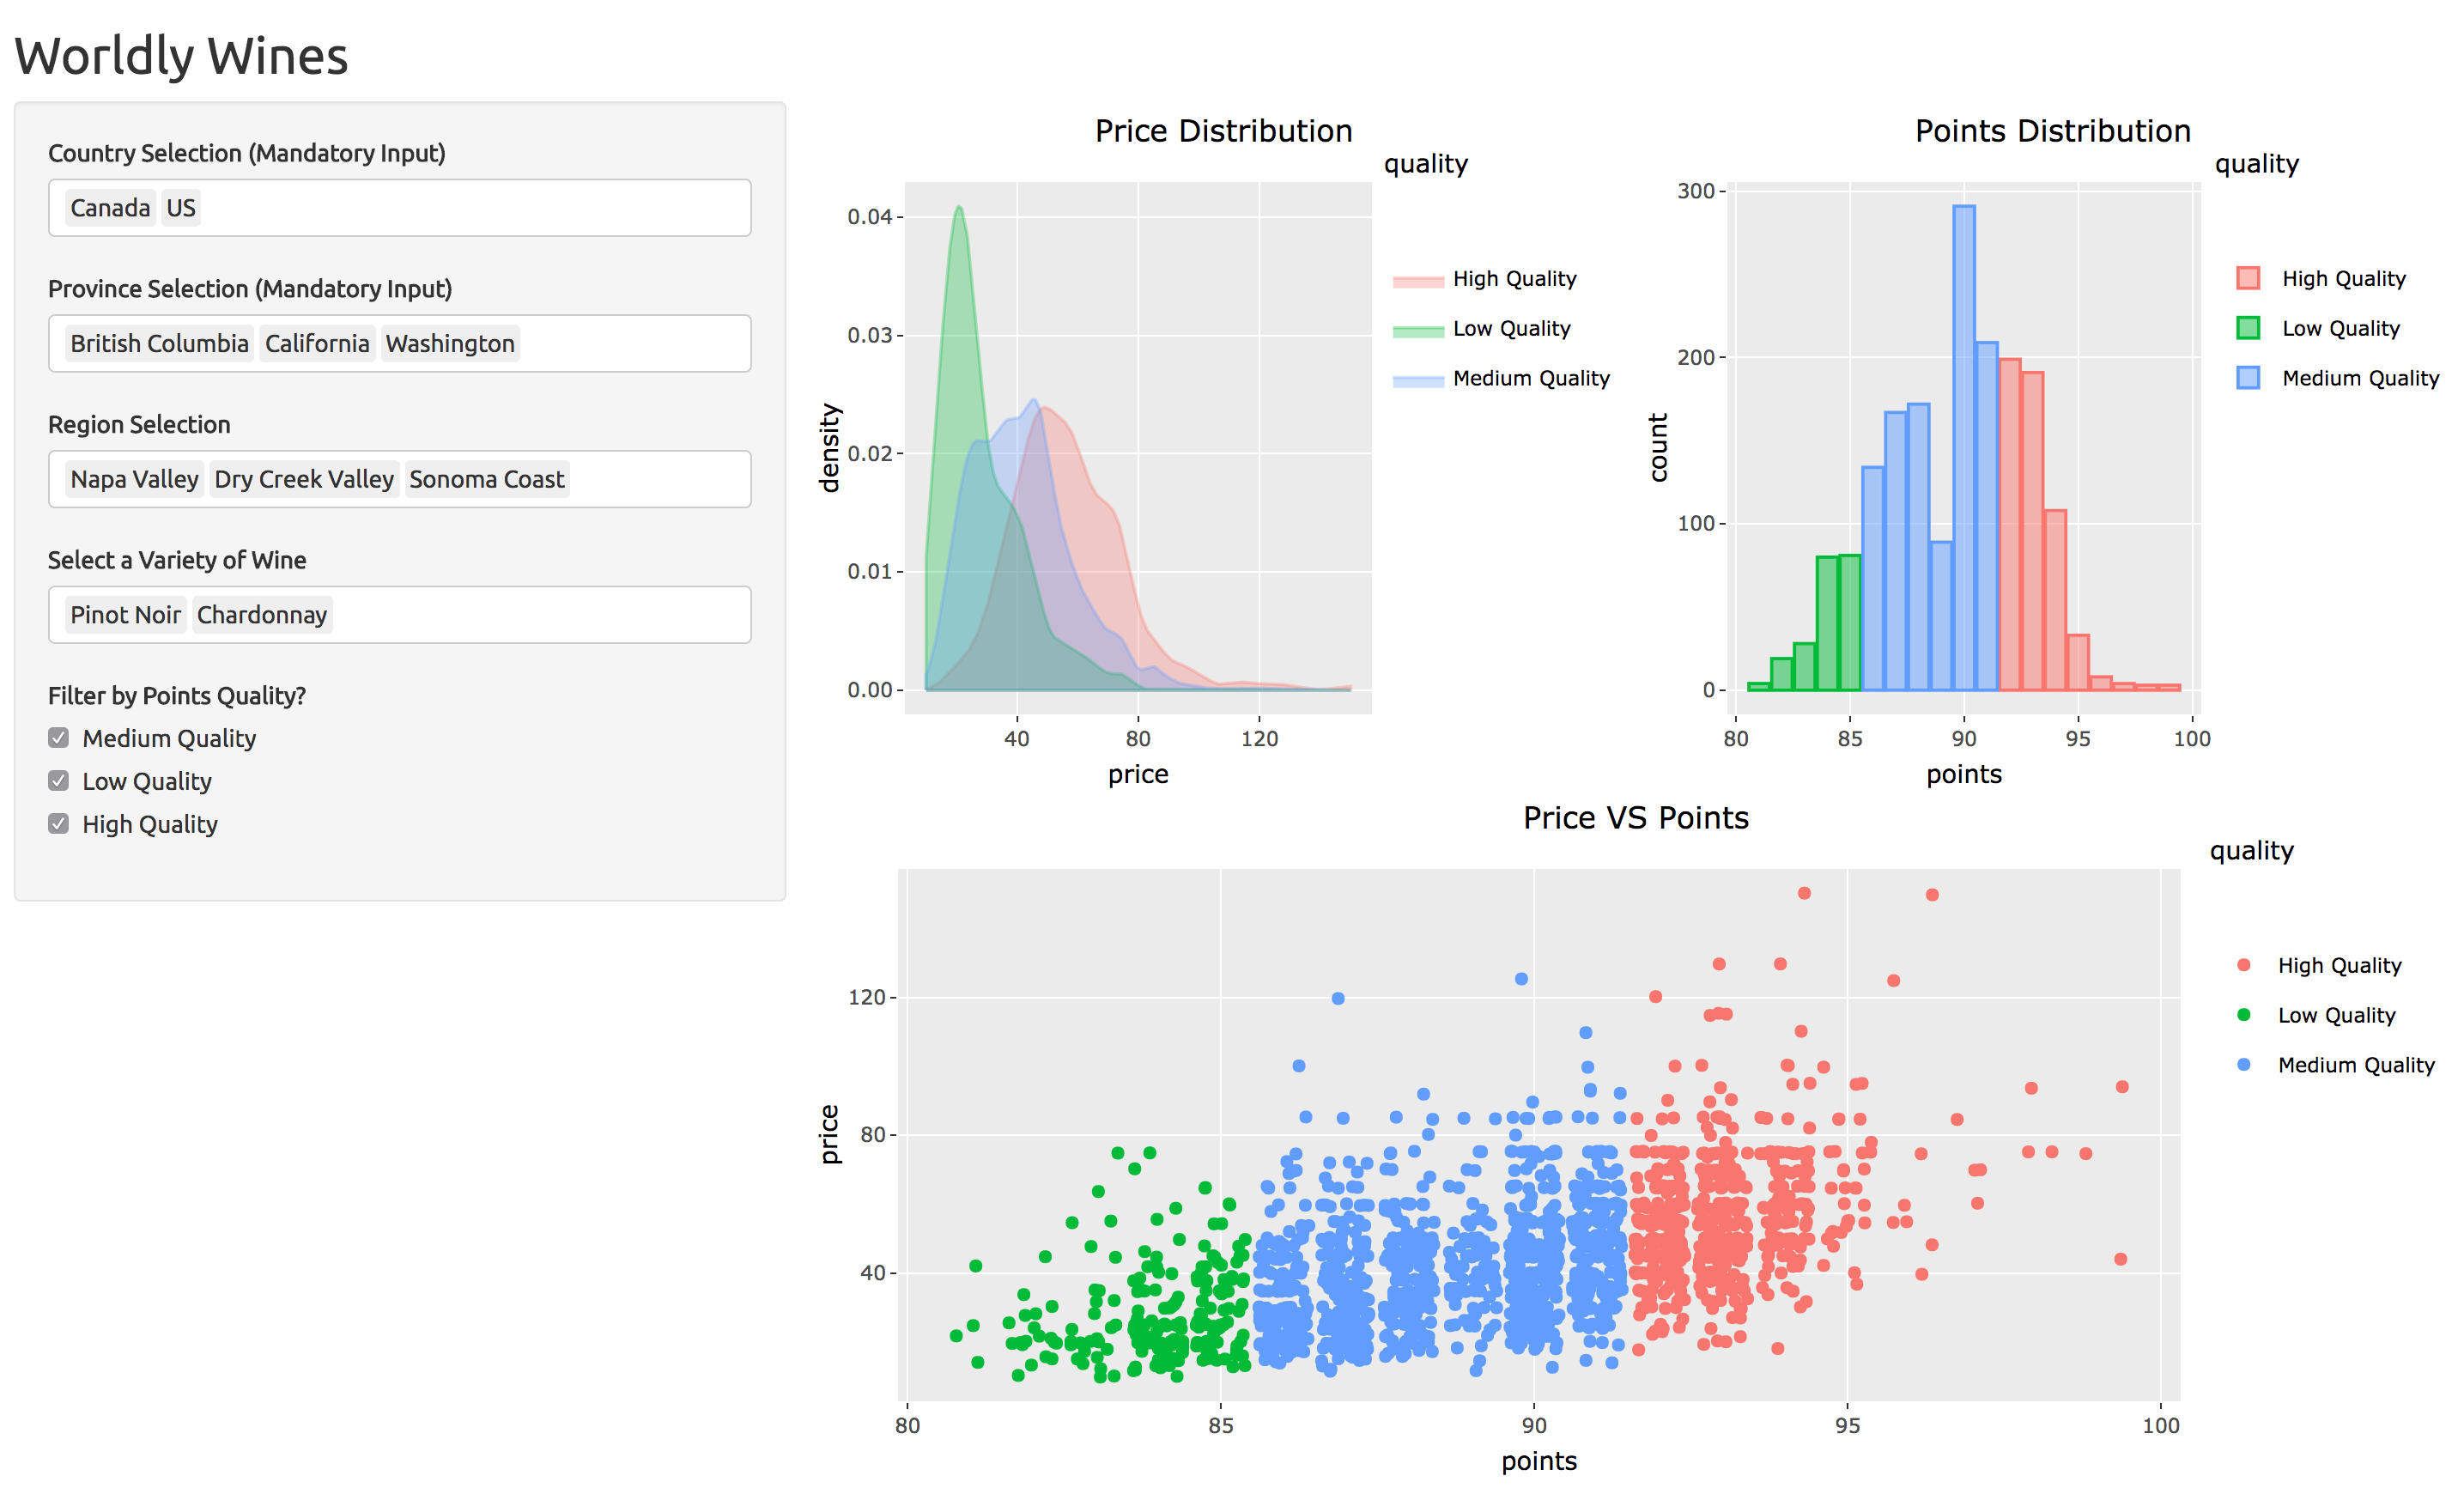 Worldly Wines
Country Selection (Mandatory Input)
Canada US
Province Selection (Mandatory Input)
British Columbia California Washington
Region Selection
Napa Valley Dry Creek Valley Sonoma Coast
Select a Variety of Wine
Pinot Noir Chardonnay
Filter by Points Quality?
Medium Quality
Low Quality
High Quality
Price Distribution
quality
0.04
0.03
0.02
0.01
0.00
density
40 80 120
price
High Quality
Low Quality
Medium Quality
Points Distribution
quality
300
200
100
0
count
80 85 90 95 100
points
High Quality
Low Quality
Medium Quality
Price VS Points
quality
120
80
40
price
80 85 90 95 100
points
High Quality
Low Quality
Medium Quality